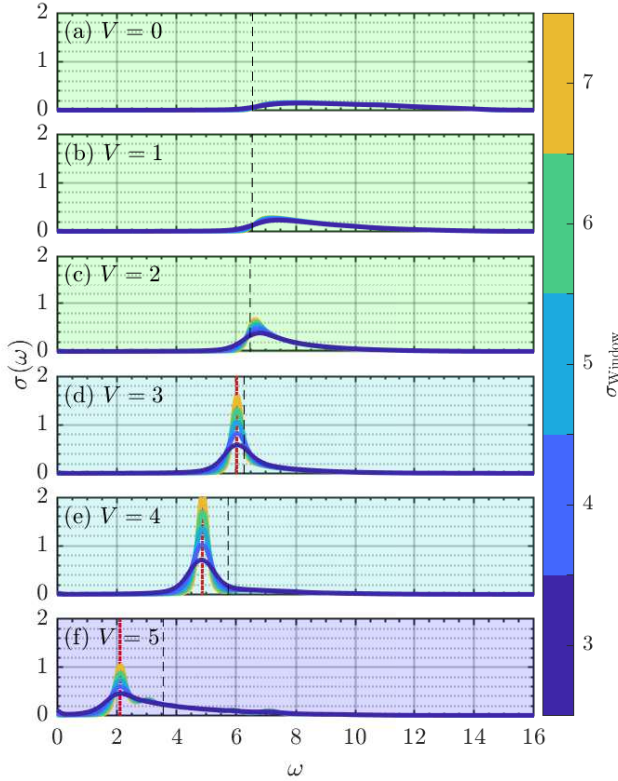 2
(a) V = 0
1
0
2
(b) V = 1
1
0
2
(c) V = 2
1
0
2
(d) V = 3
1
0
2
(e) V = 4
1
0
2
(f) V = 5
1
0
0 2 4 6 8 10 12 14 16
ω
σ(ω)
7
6
5
4
3
σWindow